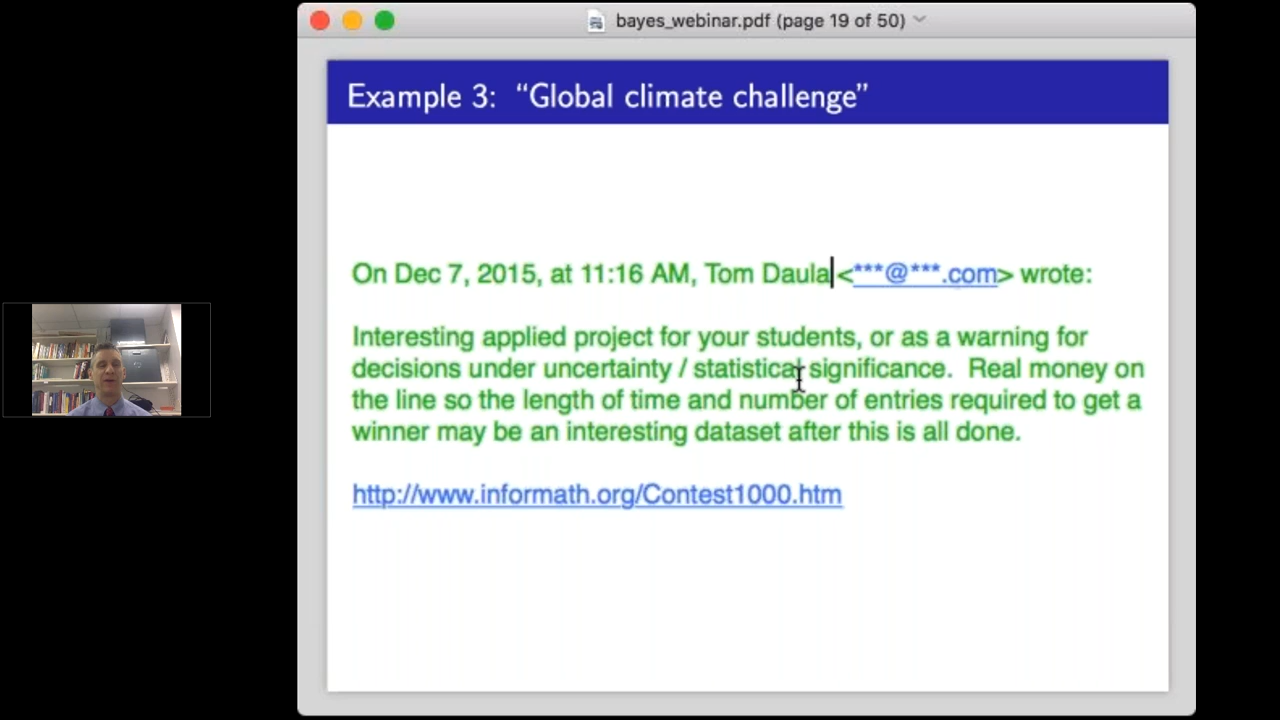 bayes_webinar.pdf (page 19 of 50)
Example 3: “Global climate challenge”
On Dec 7, 2015, at 11:16 AM, Tom Daula <***@***.com> wrote:
Interesting applied project for your students, or as a warning for
decisions under uncertainty / statistical significance.  Real money on
the line so the length of time and number of entries required to get a
winner may be an interesting dataset after this is all done.
http://www.informath.org/Contest1000.htm